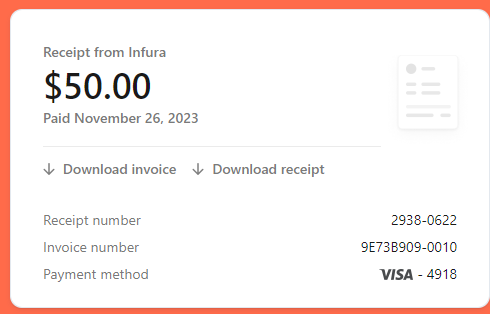 Receipt from Infura
$50.00
Paid November 26, 2023
Download invoice Download receipt
Receipt number 2938-0622
Invoice number 9E73B909-0010
Payment method VISA - 4918